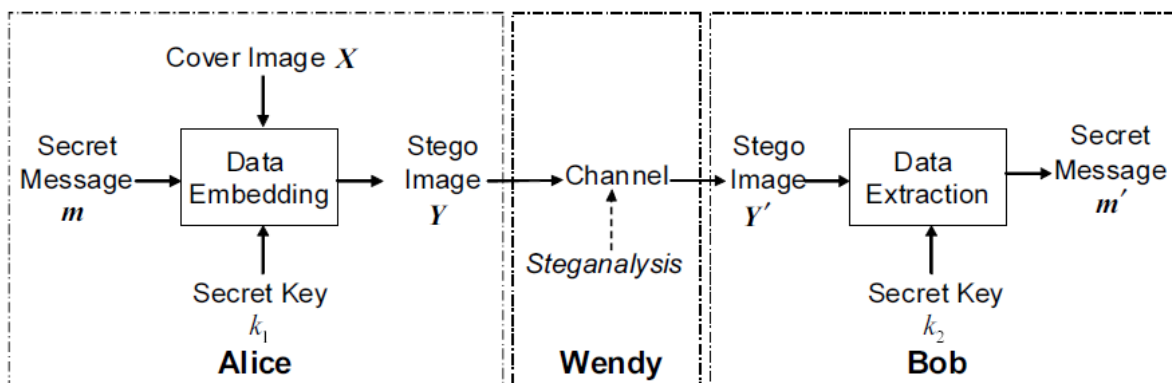 Cover Image X
Secret
Message
m
Data
Embedding
Stego
Image
Y
Secret Key
k₁
Alice
Channel
Steganalysis
Wendy
Stego
Image
Y′
Data
Extraction
Secret
Message
m′
Secret Key
k₂
Bob